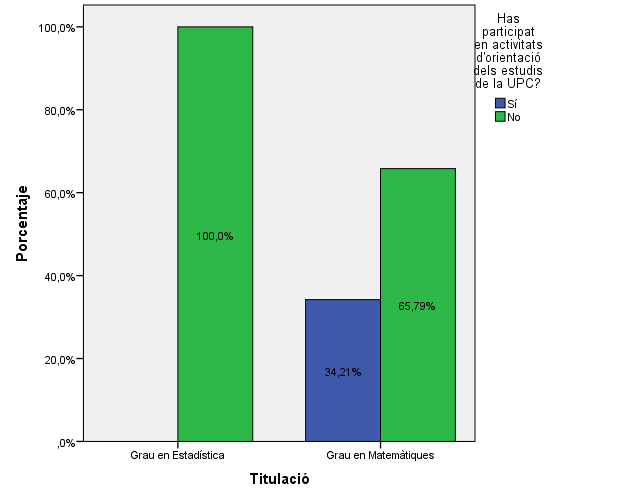 Has
participat
en activitats
d'orientació
dels estudis
de la UPC?
Sí
No
Porcentaje
100,0%
80,0%
60,0%
40,0%
20,0%
,0%
100,0%
34,21%
65,79%
Grau en Estadística
Grau en Matemàtiques
Titulació